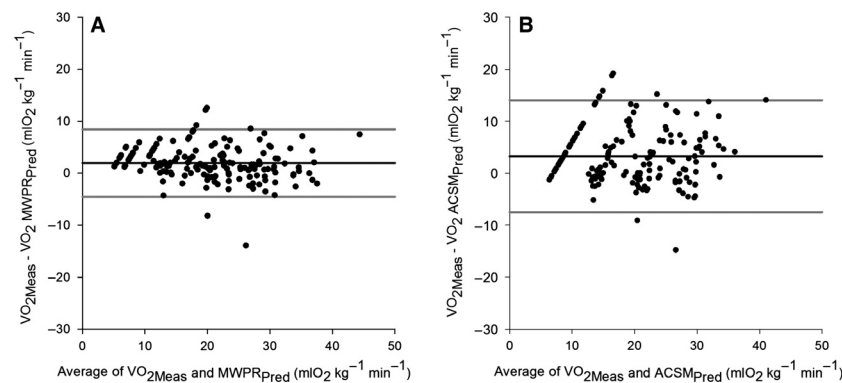 A
30
20
10
0
–10
–20
–30
0 10 20 30 40 50
VO2Meas - VO2 MWPRPred (mlO2 kg−1 min−1)
Average of VO2Meas and MWPRPred (mlO2 kg−1 min−1)
B
30
20
10
0
–10
–20
–30
0 10 20 30 40 50
VO2Meas - VO2 ACSMPred (mlO2 kg−1 min−1)
Average of VO2Meas and ACSMPred (mlO2 kg−1 min−1)